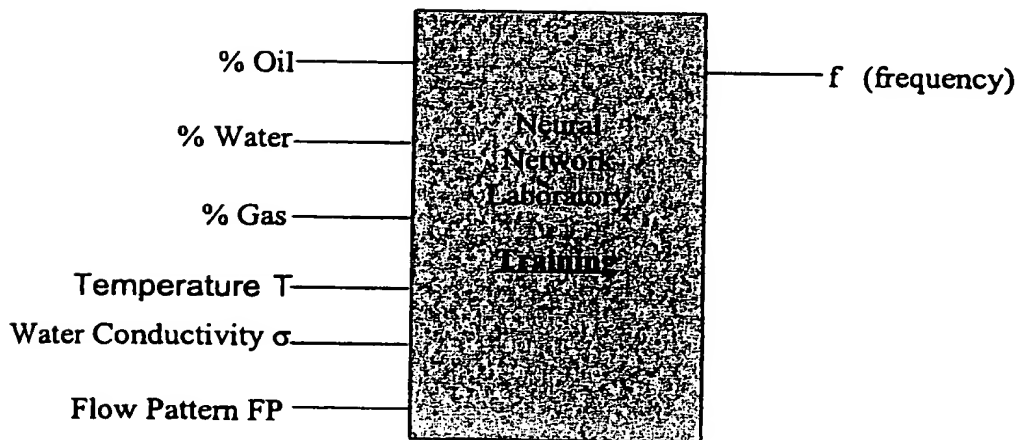 % Oil
f (frequency)
% Water
% Gas
Neural
Network
Laboratory
Training
Temperature T
Water Conductivity σ
Flow Pattern FP